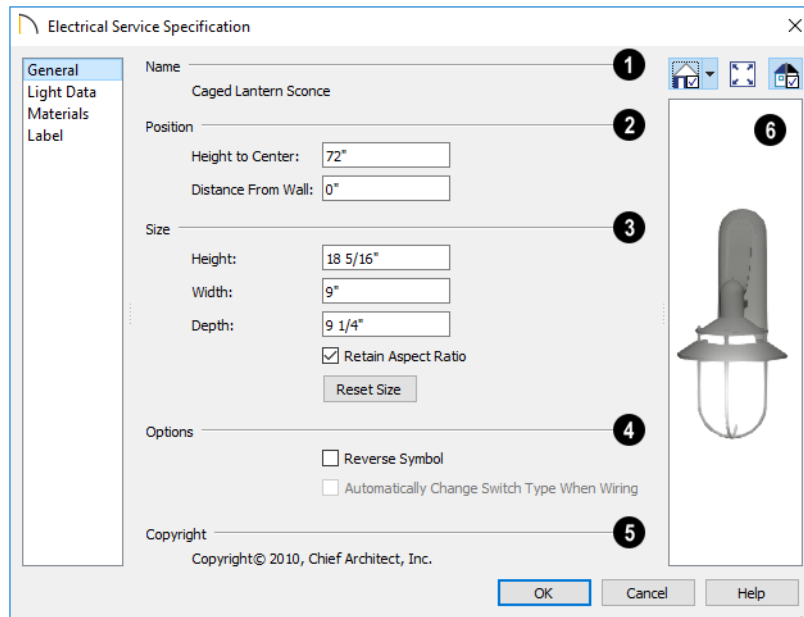 Electrical Service Specification
General
Light Data
Materials
Label
Name 1
Caged Lantern Sconce
Position 2
Height to Center: 72"
Distance From Wall: 0"
Size 3
Height: 18 5/16"
Width: 9"
Depth: 9 1/4"
Retain Aspect Ratio
Reset Size
Options 4
Reverse Symbol
Automatically Change Switch Type When Wiring
Copyright 5
Copyright© 2010, Chief Architect, Inc.
6
OK Cancel Help